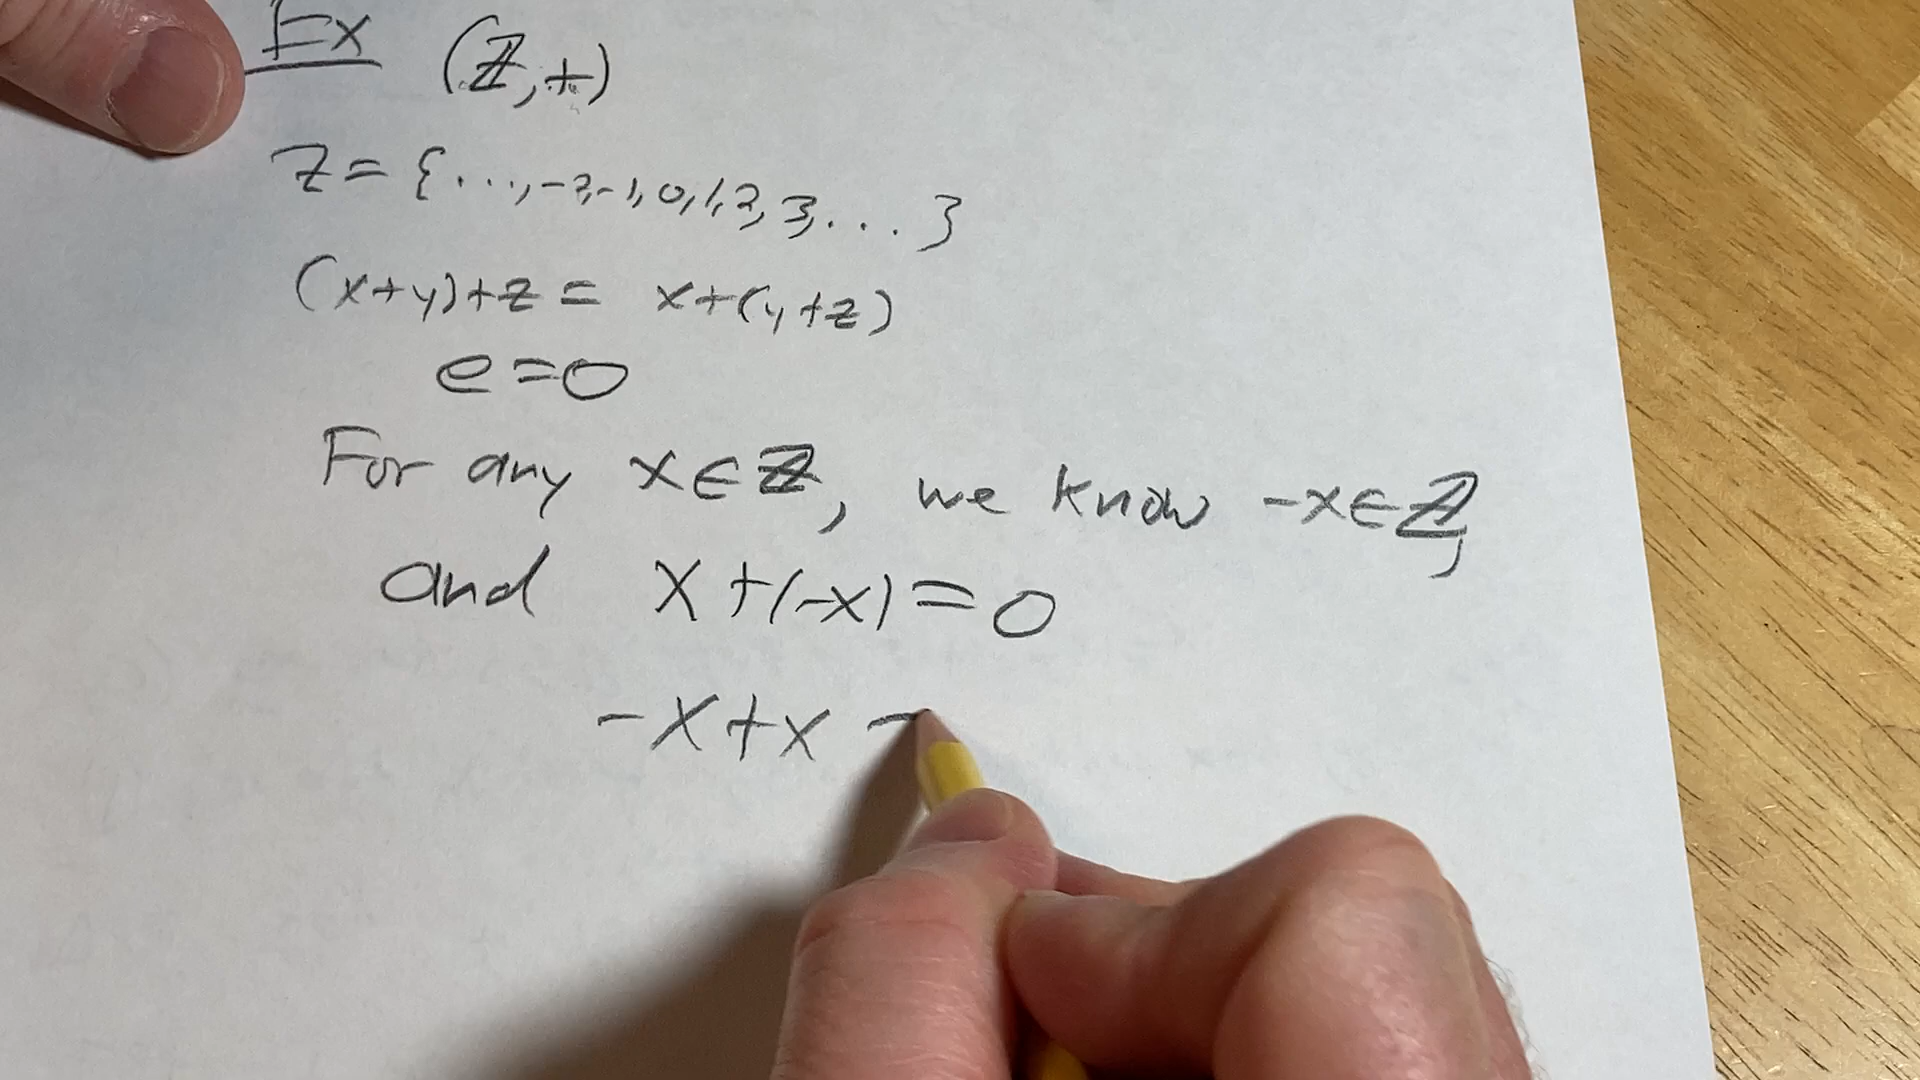 Ex (ℤ,+)
Z = {...,-2,-1,0,1,2,3,...}
(x+y)+z = x+(y+z)
e=0
For any x∈ℤ, we know -x∈ℤ,
and x+(-x)=0
-x+x -